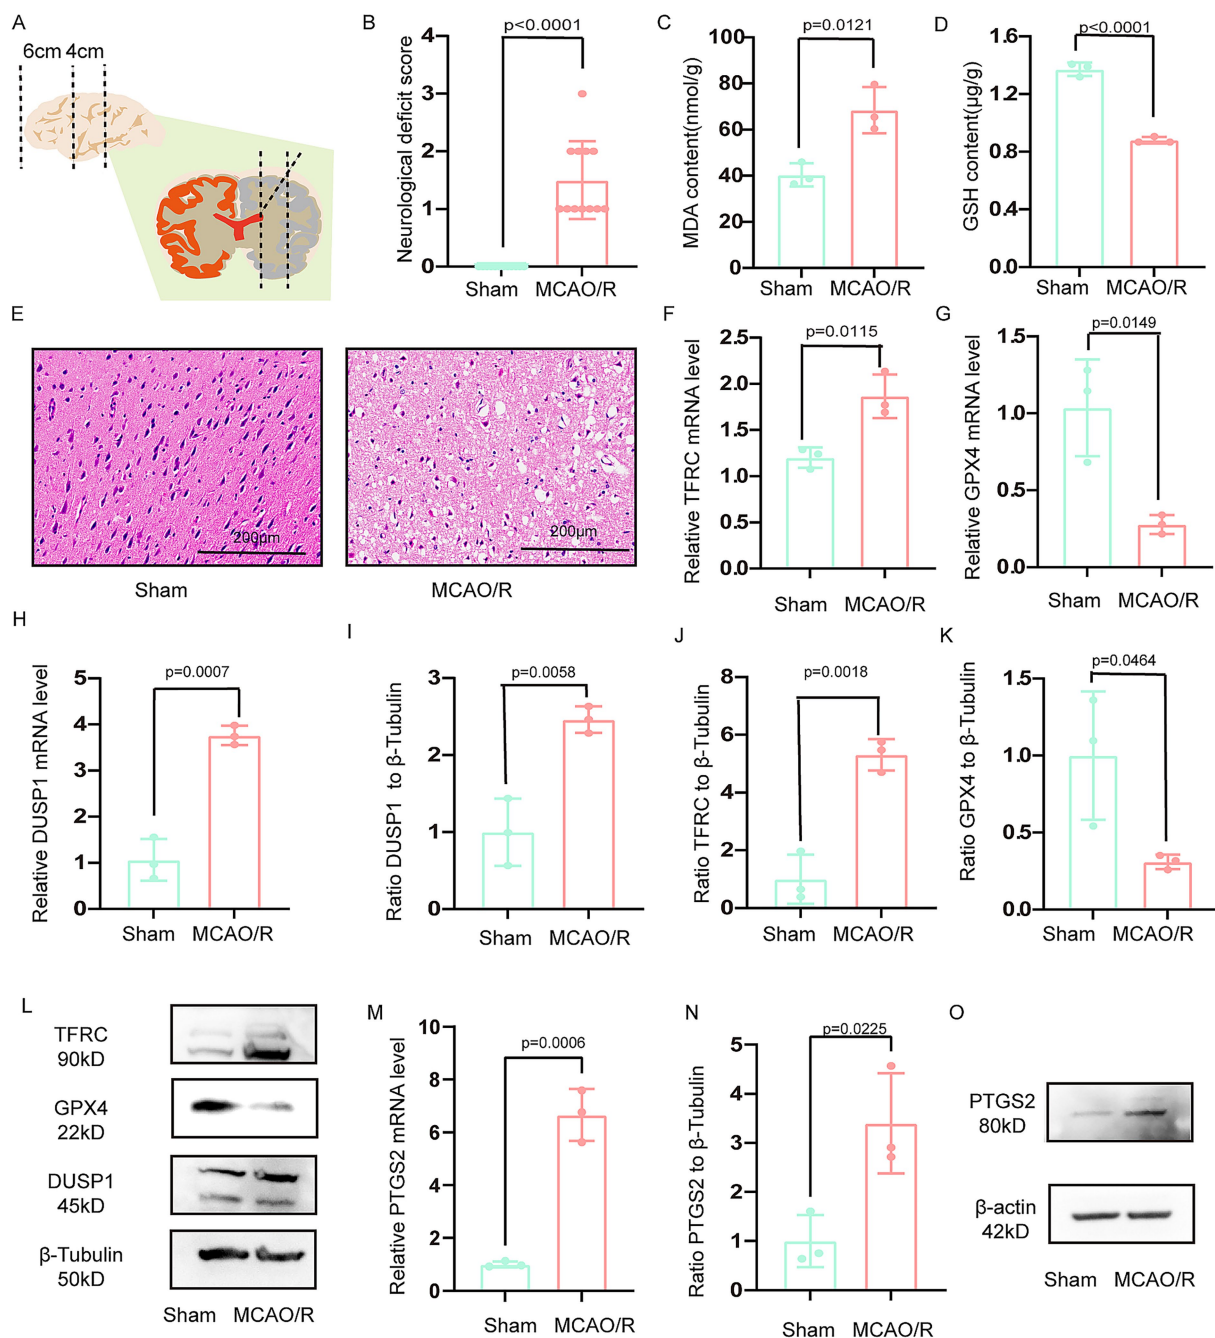 A
6cm 4cm
B
p<0.0001
Neurological deficit score
4
3
2
1
0
Sham MCAO/R
C
p=0.0121
MDA content(nmol/g)
100
80
60
40
20
0
Sham MCAO/R
D
p<0.0001
GSH content(μg/g)
1.6
1.2
0.8
0.4
0.0
Sham MCAO/R
E
200μm
Sham
200μm
MCAO/R
F
p=0.0115
Relative TFRC mRNA level
2.5
2.0
1.5
1.0
0.5
0.0
Sham MCAO/R
G
p=0.0149
Relative GPX4 mRNA level
1.5
1.0
0.5
0.0
Sham MCAO/R
H
p=0.0007
Relative DUSP1 mRNA level
5
4
3
2
1
0
Sham MCAO/R
I
p=0.0058
Ratio DUSP1 to β-Tubulin
3
2
1
0
Sham MCAO/R
J
p=0.0018
Ratio TFRC to β-Tubulin
8
6
4
2
0
Sham MCAO/R
K
p=0.0464
Ratio GPX4 to β-Tubulin
1.5
1.0
0.5
0.0
Sham MCAO/R
L
TFRC
90kD
GPX4
22kD
DUSP1
45kD
β-Tubulin
50kD
Sham MCAO/R
M
p=0.0006
Relative PTGS2 mRNA level
10
8
6
4
2
0
Sham MCAO/R
N
p=0.0225
Ratio PTGS2 to β-Tubulin
5
4
3
2
1
0
Sham MCAO/R
O
PTGS2
80kD
β-actin
42kD
Sham MCAO/R